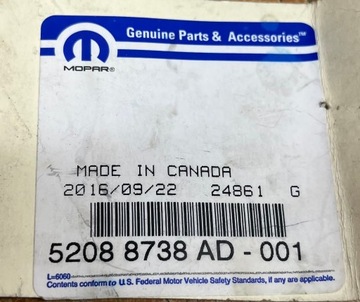 Genuine Parts & Accessories™
MOPAR®
MADE IN CANADA
2016/09/22 24861 G
5208 8738 AD - 001
L=6060
Contents conform to U.S. Federal Motor Vehicle Safety Standards, if any are applicable.